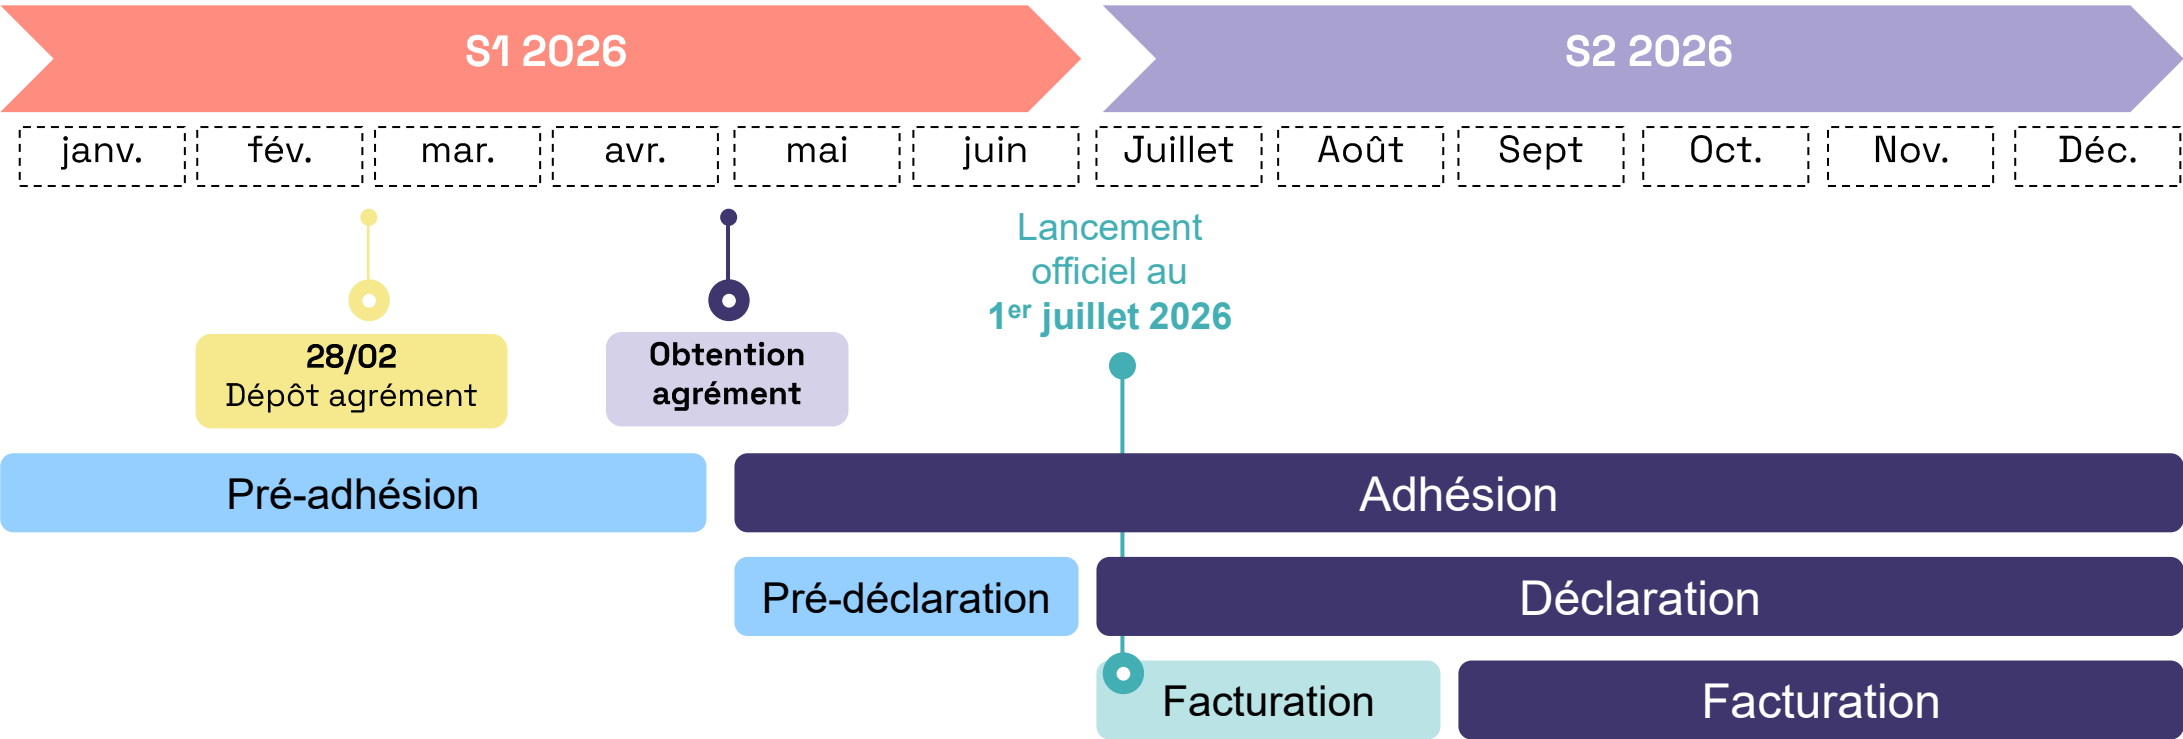 S1 2026
S2 2026
janv.
fév.
mar.
avr.
mai
juin
Juillet
Août
Sept
Oct.
Nov.
Déc.
Lancement
officiel au
1er juillet 2026
28/02
Dépôt agrément
Obtention
agrément
Pré-adhésion
Adhésion
Pré-déclaration
Déclaration
Facturation
Facturation